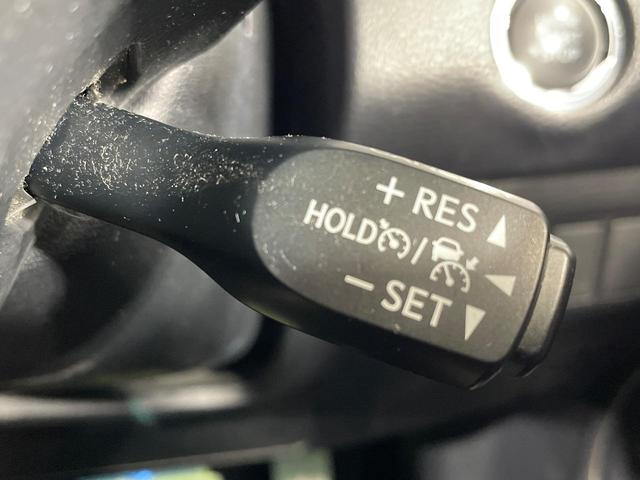 + RES
HOLD /
− SET